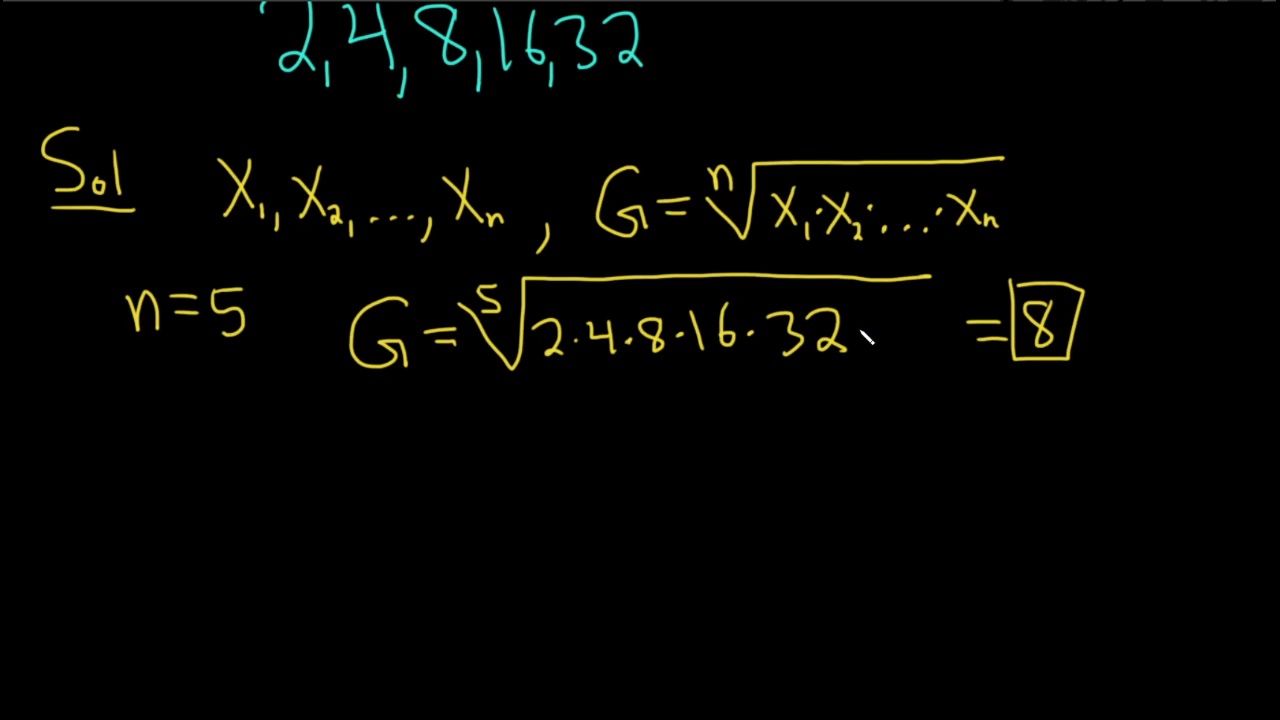 2, 4, 8, 16, 32
Sol X₁, X₂, ..., Xₙ , G = ⁿ√(X₁·X₂·...·Xₙ)
n=5 G = ⁵√(2·4·8·16·32) = 8